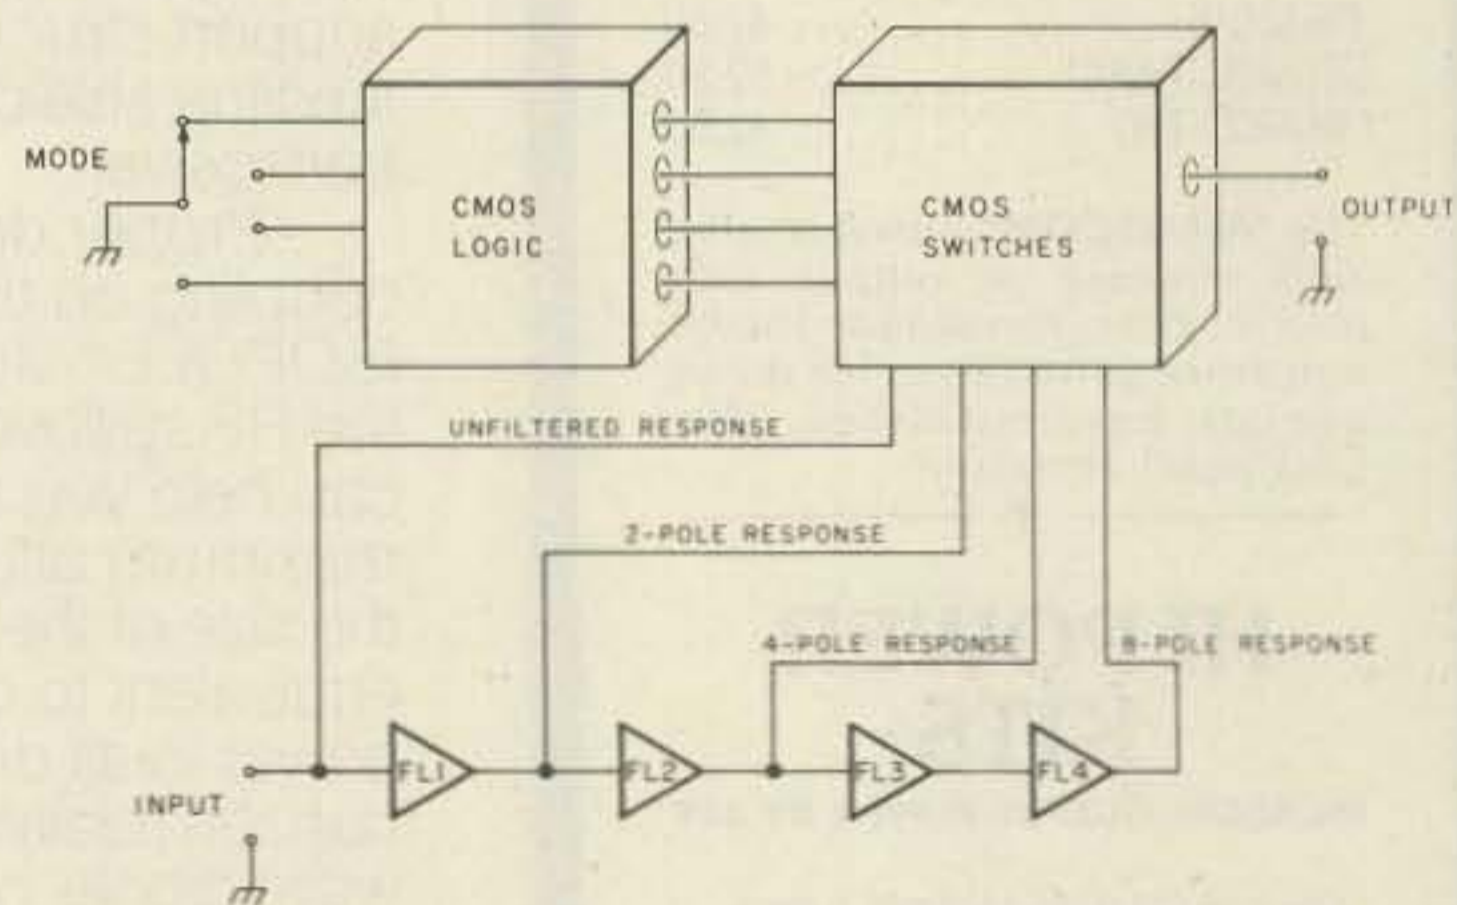 MODE
CMOS
LOGIC
CMOS
SWITCHES
OUTPUT
UNFILTERED RESPONSE
2-POLE RESPONSE
4-POLE RESPONSE
8-POLE RESPONSE
FL1
FL2
FL3
FL4
INPUT